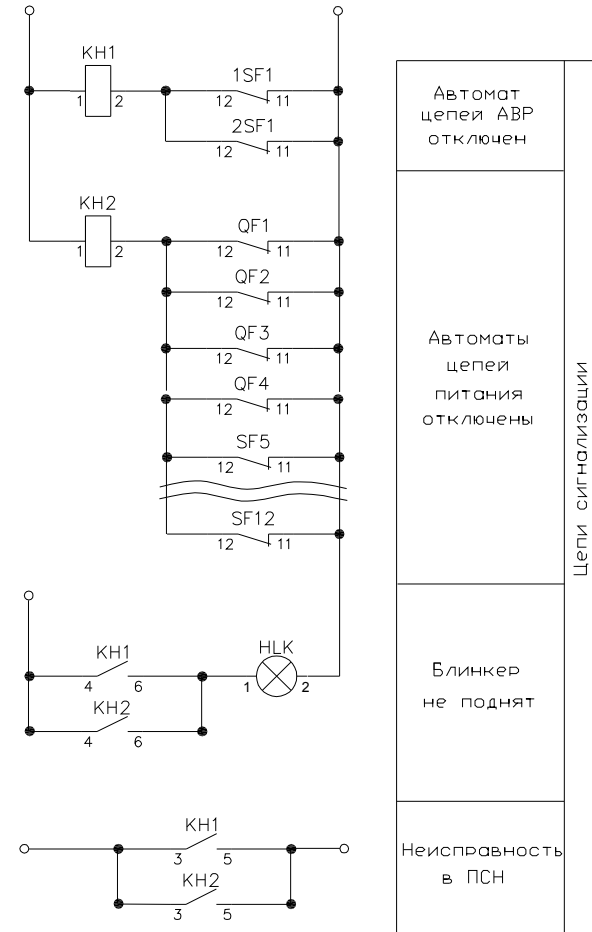 KH1
1 2
1SF1
12 11
2SF1
12 11
KH2
1 2
QF1
12 11
QF2
12 11
QF3
12 11
QF4
12 11
SF5
12 11
SF12
12 11
KH1
4 6
HLK
1 2
KH2
4 6
KH1
3 5
KH2
3 5
Автомат
цепей АВР
отключен
Автоматы
цепей
питания
отключены
Блинкер
не поднят
Неисправность
в ПСН
Цепи сигнализации